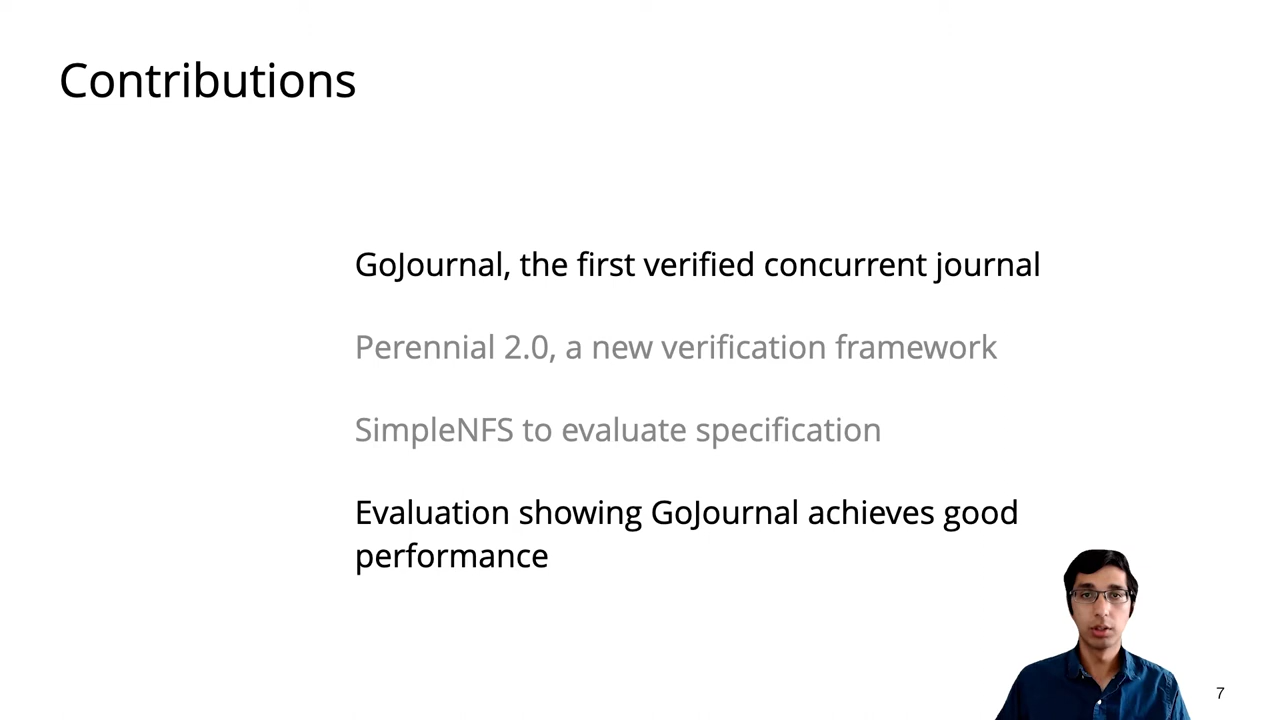 Contributions
GoJournal, the first verified concurrent journal
Perennial 2.0, a new verification framework
SimpleNFS to evaluate specification
Evaluation showing GoJournal achieves good
performance
7